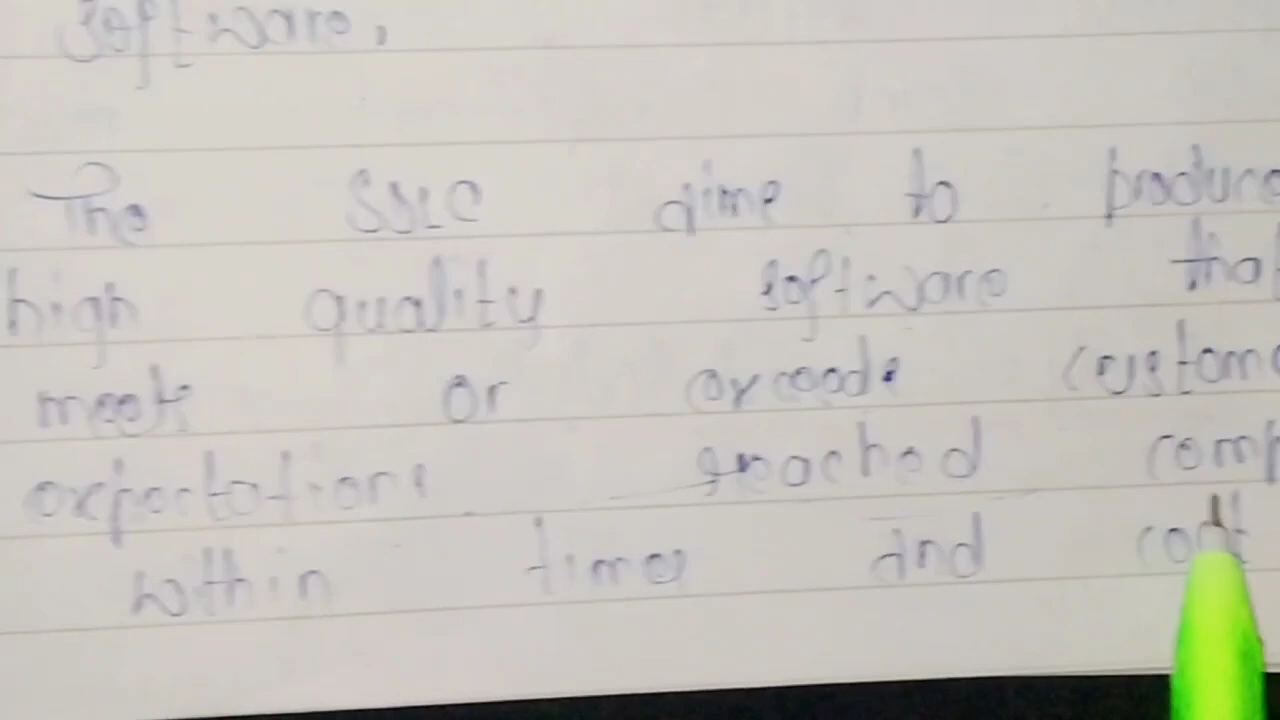 software.
The SDLC aims to produce
high quality software that
meets or exceeds custome
expectations reached comp
within times and cost